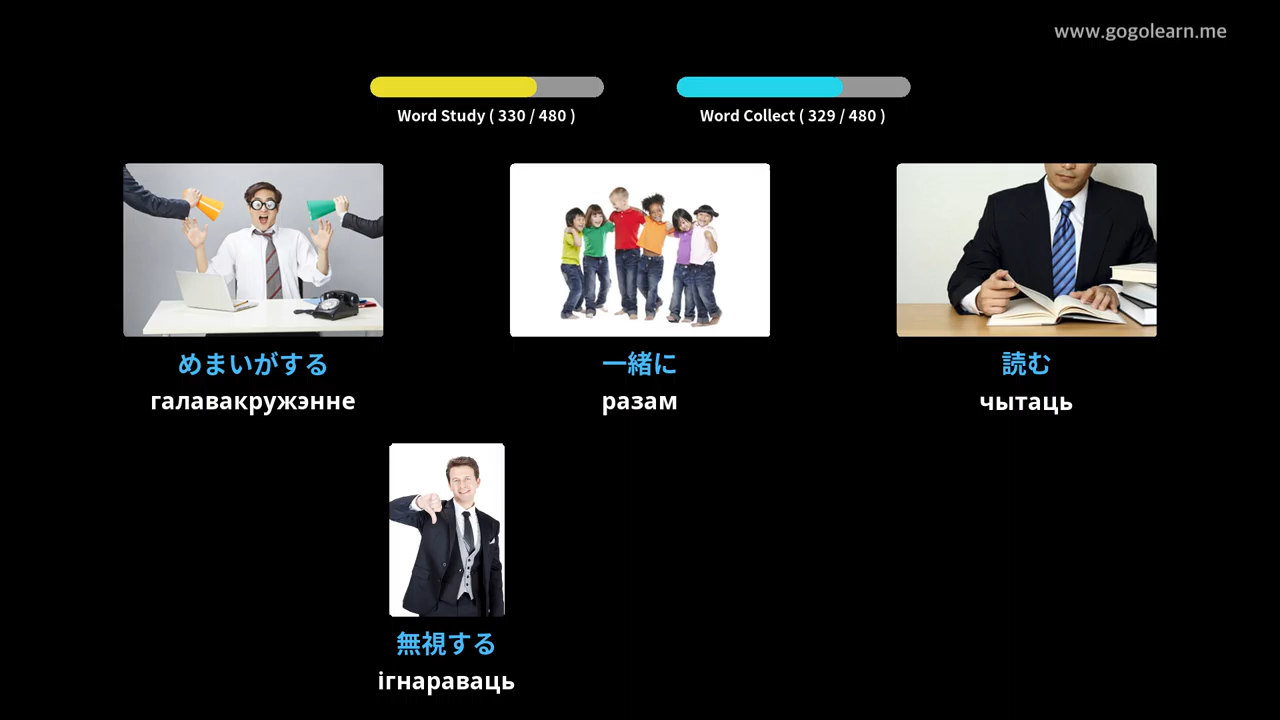 www.gogolearn.me
Word Study ( 330 / 480 )
Word Collect ( 329 / 480 )
めまいがする
галавакружэнне
一緒に
разам
読む
чытаць
無視する
ігнараваць